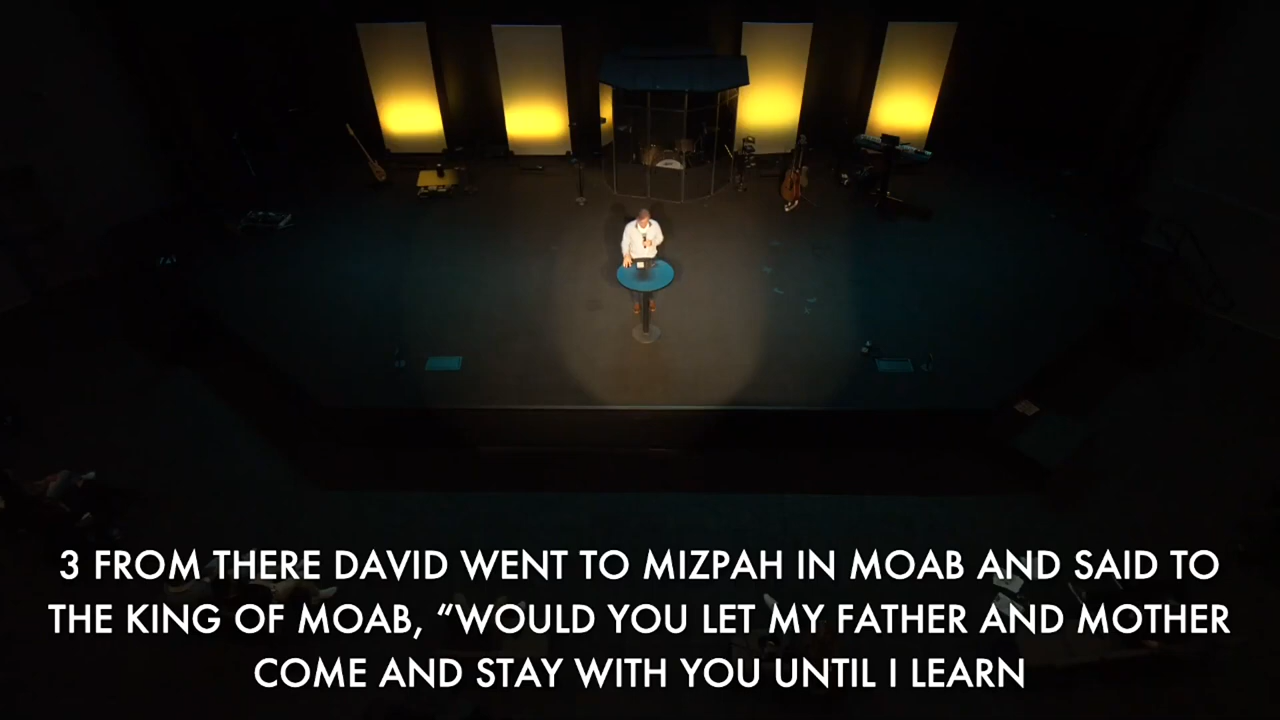 3 FROM THERE DAVID WENT TO MIZPAH IN MOAB AND SAID TO
THE KING OF MOAB, “WOULD YOU LET MY FATHER AND MOTHER
COME AND STAY WITH YOU UNTIL I LEARN